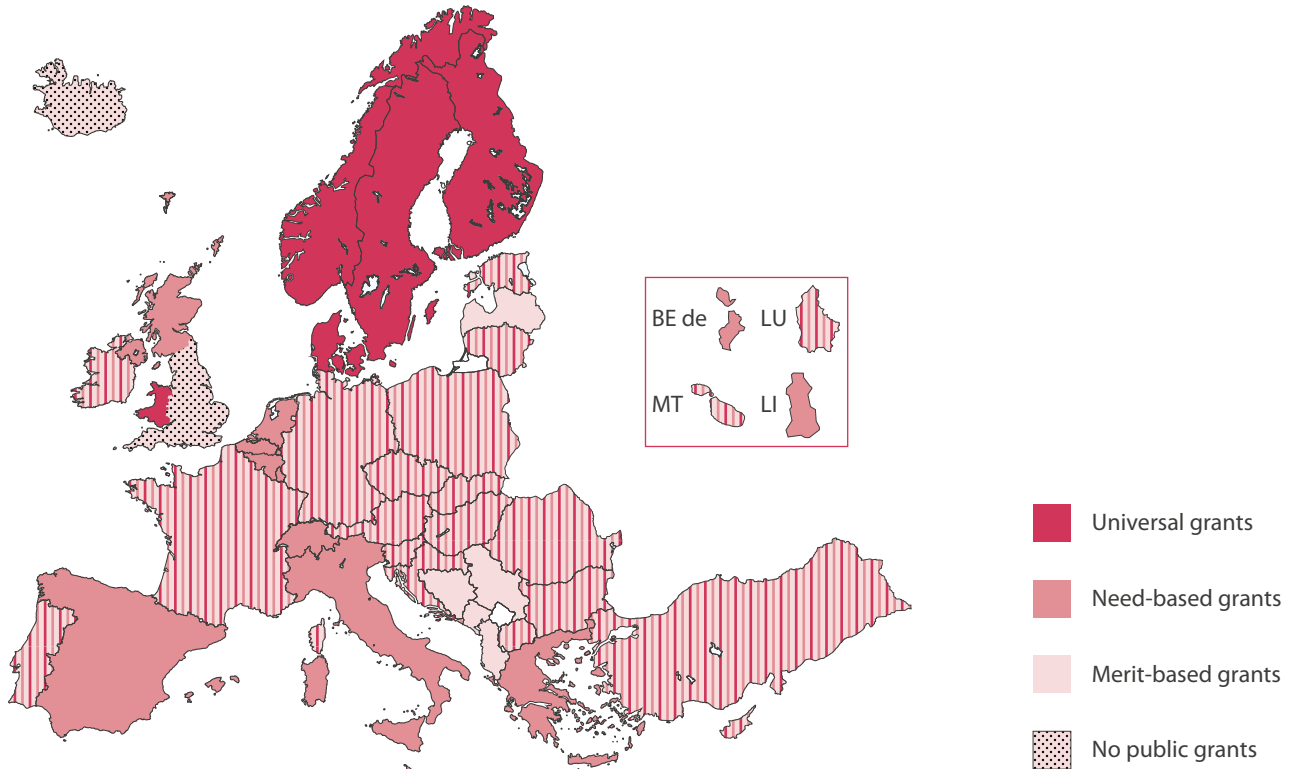 BE de
LU
MT
LI
Universal grants
Need-based grants
Merit-based grants
No public grants